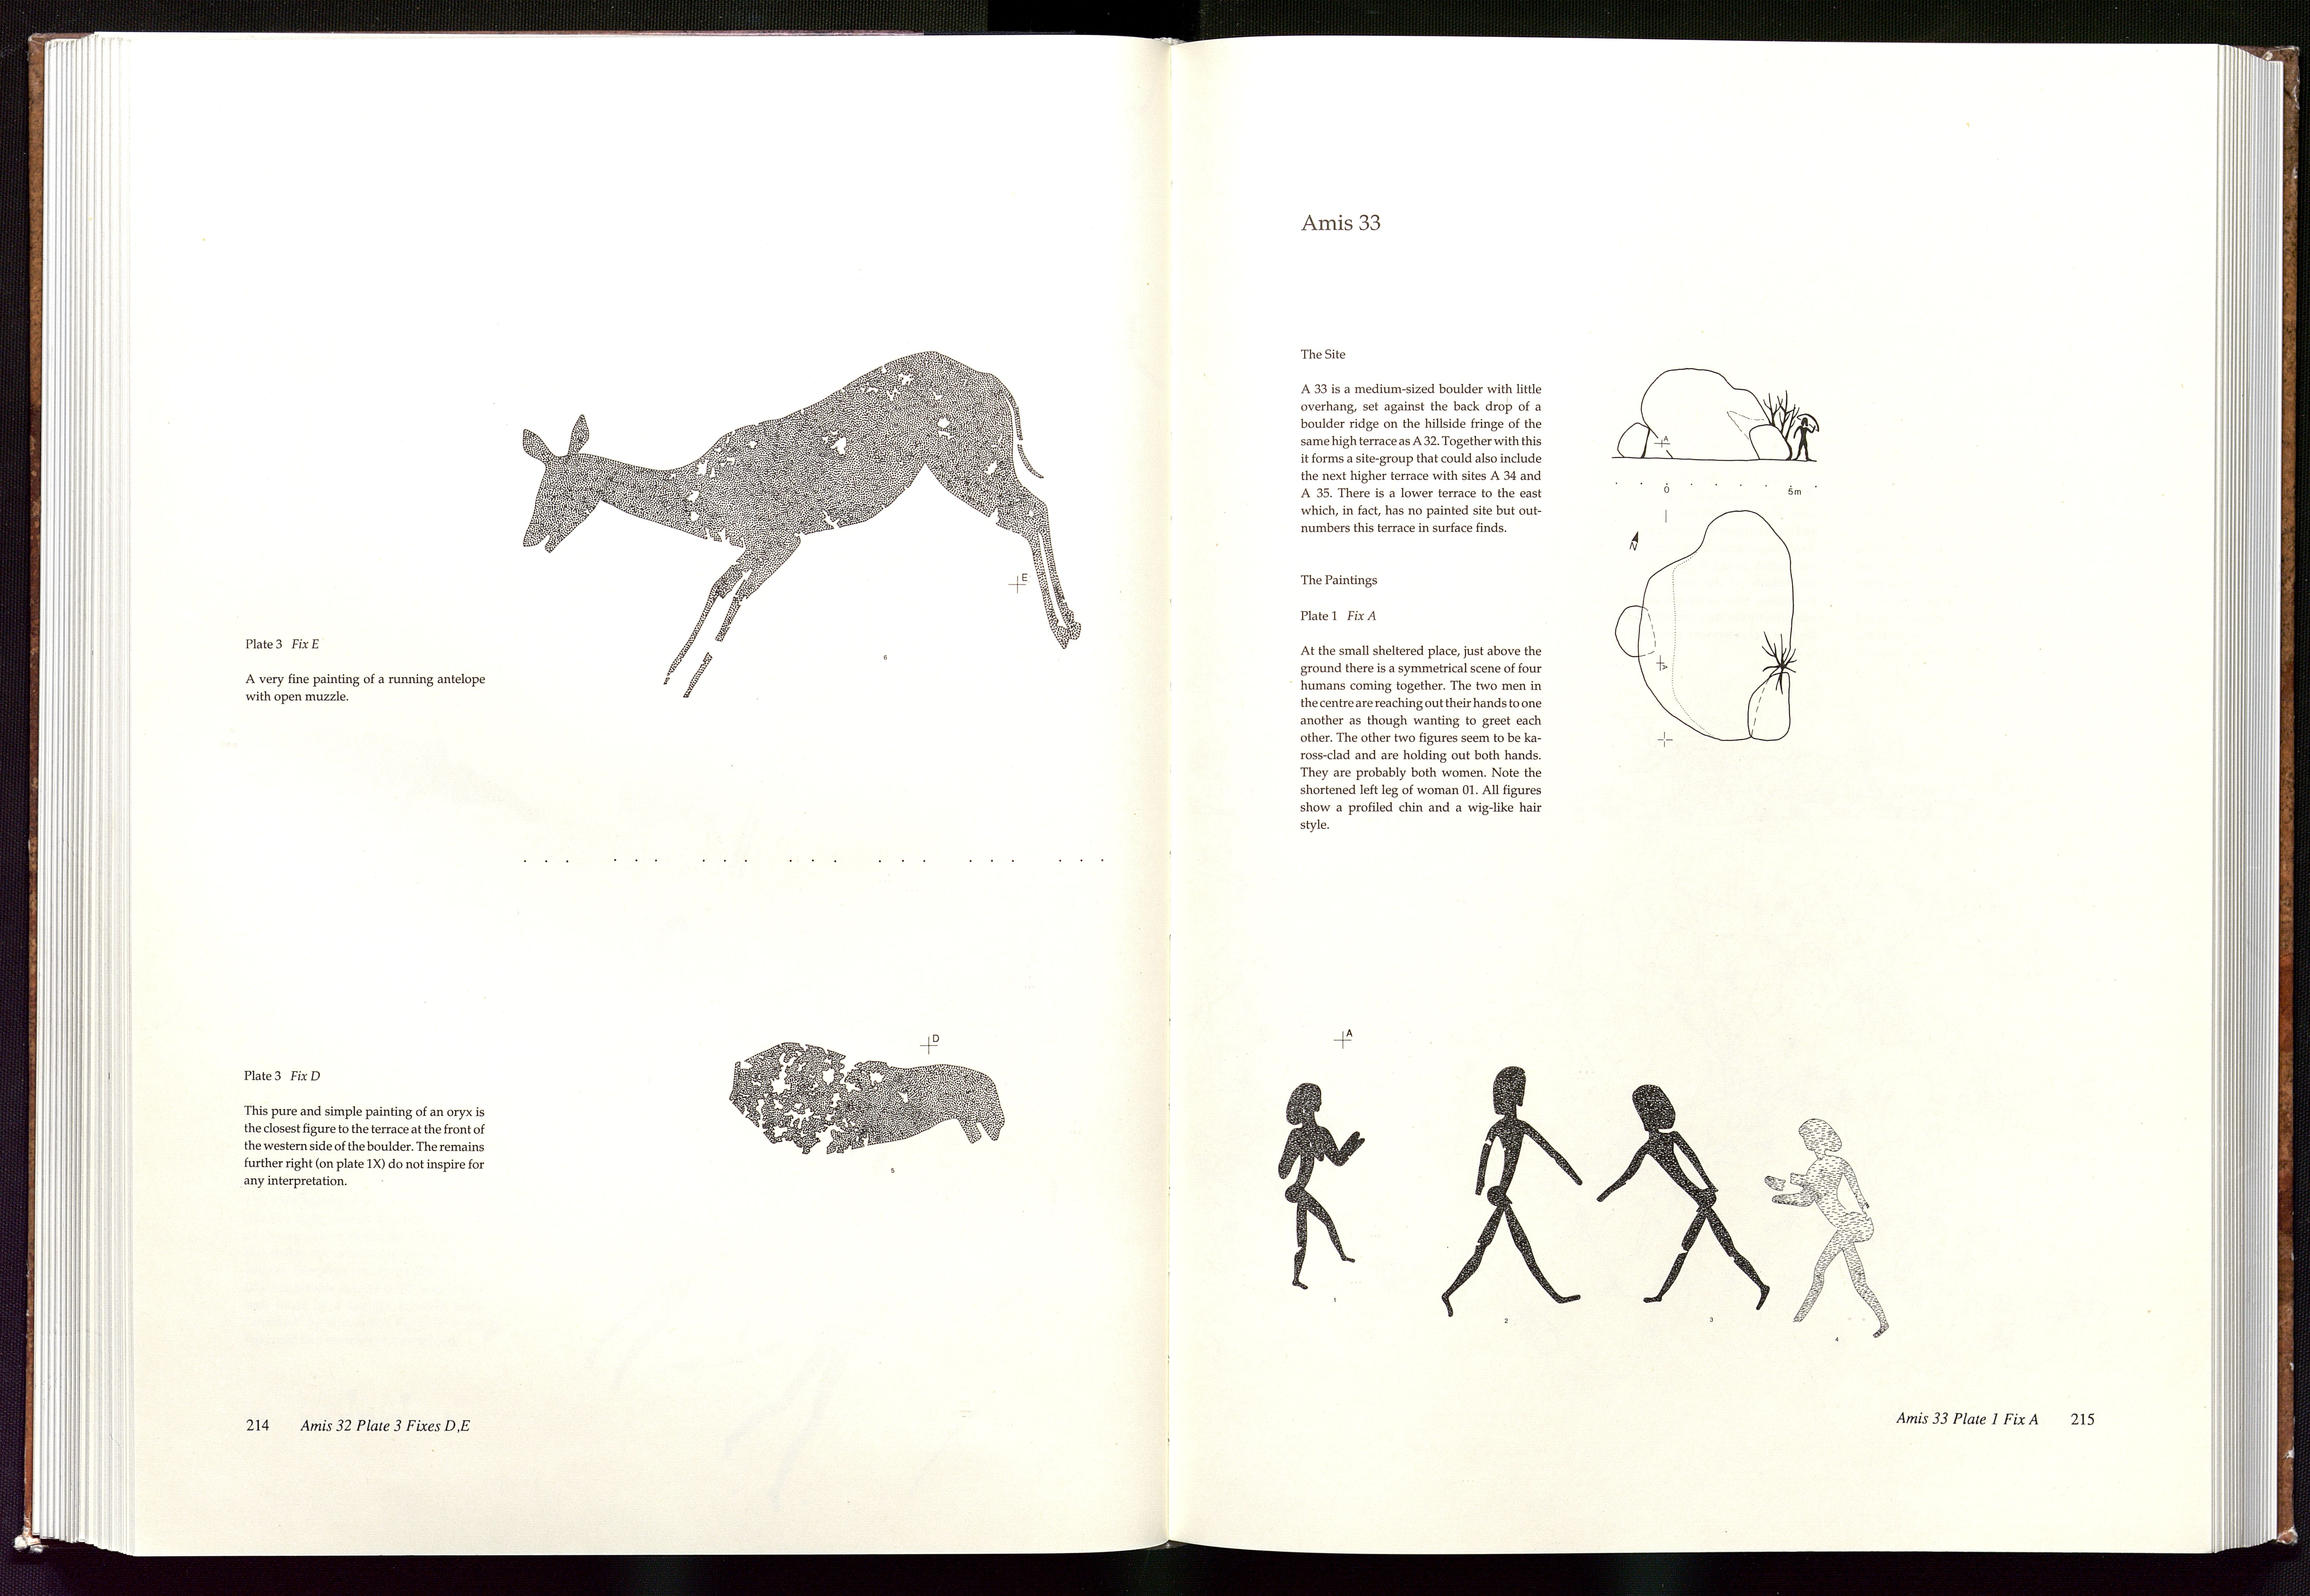 E
6
Plate 3 Fix E
A very fine painting of a running antelope
with open muzzle.
D
5
Plate 3 Fix D
This pure and simple painting of an oryx is
the closest figure to the terrace at the front of
the western side of the boulder. The remains
further right (on plate 1X) do not inspire for
any interpretation.
214 Amis 32 Plate 3 Fixes D,E
Amis 33
The Site
A 33 is a medium-sized boulder with little
overhang, set against the back drop of a
boulder ridge on the hillside fringe of the
same high terrace as A 32. Together with this
it forms a site-group that could also include
the next higher terrace with sites A 34 and
A 35. There is a lower terrace to the east
which, in fact, has no painted site but out-
numbers this terrace in surface finds.
The Paintings
Plate 1 Fix A
At the small sheltered place, just above the
ground there is a symmetrical scene of four
humans coming together. The two men in
the centre are reaching out their hands to one
another as though wanting to greet each
other. The other two figures seem to be ka-
ross-clad and are holding out both hands.
They are probably both women. Note the
shortened left leg of woman 01. All figures
show a profiled chin and a wig-like hair
style.
A
0 5m
N
A
A
1
2
3
4
Amis 33 Plate 1 Fix A 215